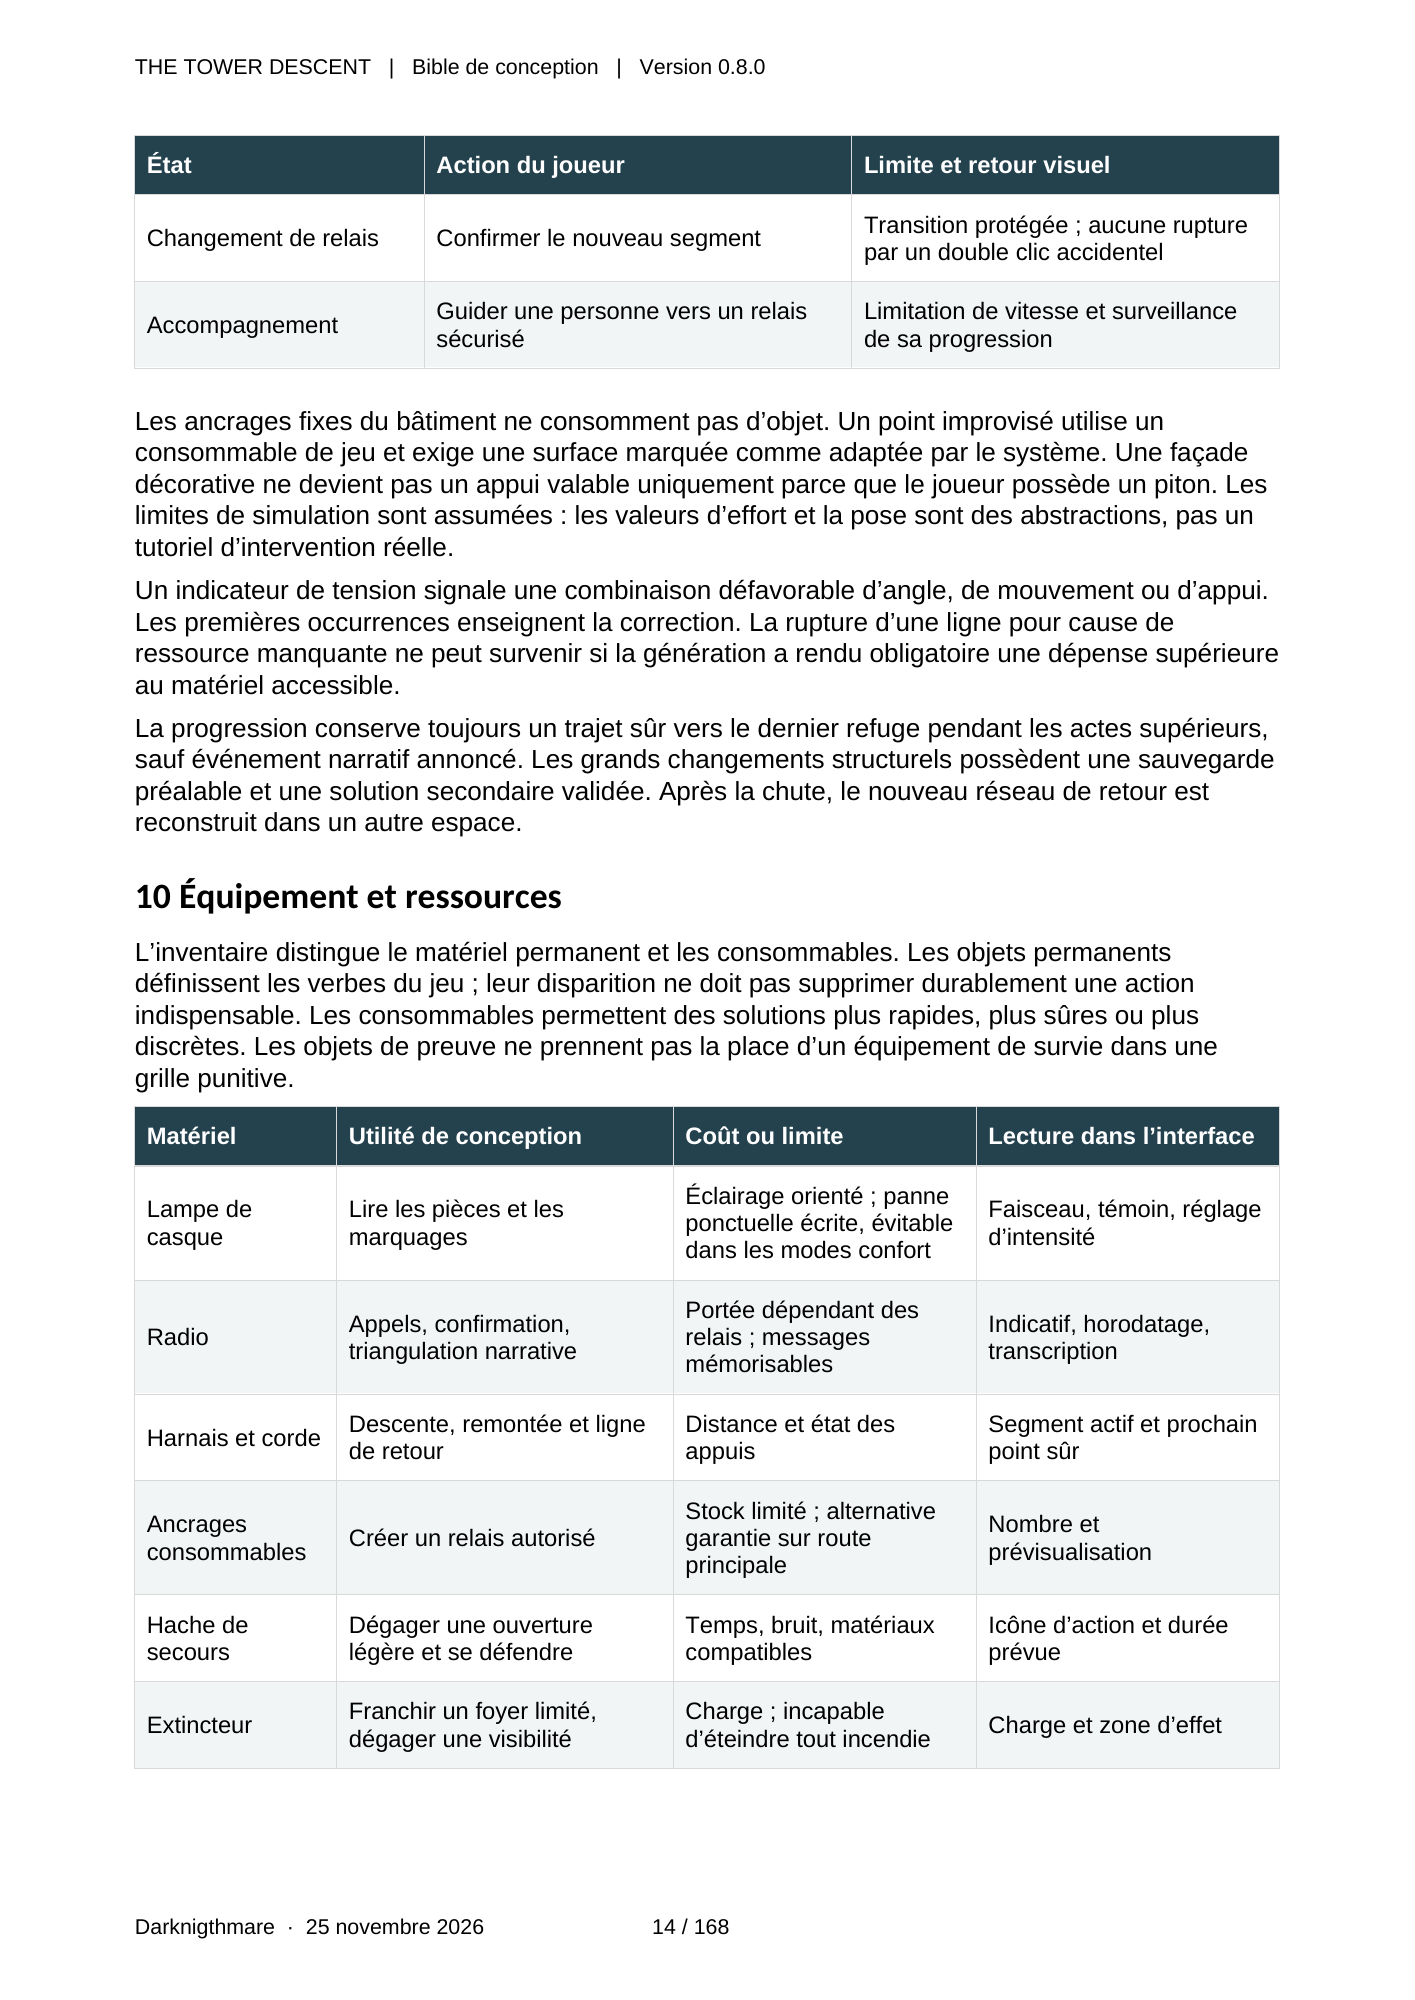 THE TOWER DESCENT | Bible de conception | Version 0.8.0
État
Action du joueur
Limite et retour visuel
Changement de relais
Confirmer le nouveau segment
Transition protégée ; aucune rupture
par un double clic accidentel
Accompagnement
Guider une personne vers un relais
sécurisé
Limitation de vitesse et surveillance
de sa progression
Les ancrages fixes du bâtiment ne consomment pas d’objet. Un point improvisé utilise un
consommable de jeu et exige une surface marquée comme adaptée par le système. Une façade
décorative ne devient pas un appui valable uniquement parce que le joueur possède un piton. Les
limites de simulation sont assumées : les valeurs d’effort et la pose sont des abstractions, pas un
tutoriel d’intervention réelle.
Un indicateur de tension signale une combinaison défavorable d’angle, de mouvement ou d’appui.
Les premières occurrences enseignent la correction. La rupture d’une ligne pour cause de
ressource manquante ne peut survenir si la génération a rendu obligatoire une dépense supérieure
au matériel accessible.
La progression conserve toujours un trajet sûr vers le dernier refuge pendant les actes supérieurs,
sauf événement narratif annoncé. Les grands changements structurels possèdent une sauvegarde
préalable et une solution secondaire validée. Après la chute, le nouveau réseau de retour est
reconstruit dans un autre espace.
10 Équipement et ressources
L’inventaire distingue le matériel permanent et les consommables. Les objets permanents
définissent les verbes du jeu ; leur disparition ne doit pas supprimer durablement une action
indispensable. Les consommables permettent des solutions plus rapides, plus sûres ou plus
discrètes. Les objets de preuve ne prennent pas la place d’un équipement de survie dans une
grille punitive.
Matériel
Utilité de conception
Coût ou limite
Lecture dans l’interface
Lampe de
casque
Lire les pièces et les
marquages
Éclairage orienté ; panne
ponctuelle écrite, évitable
dans les modes confort
Faisceau, témoin, réglage
d’intensité
Radio
Appels, confirmation,
triangulation narrative
Portée dépendant des
relais ; messages
mémorisables
Indicatif, horodatage,
transcription
Harnais et corde
Descente, remontée et ligne
de retour
Distance et état des
appuis
Segment actif et prochain
point sûr
Ancrages
consommables
Créer un relais autorisé
Stock limité ; alternative
garantie sur route
principale
Nombre et
prévisualisation
Hache de
secours
Dégager une ouverture
légère et se défendre
Temps, bruit, matériaux
compatibles
Icône d’action et durée
prévue
Extincteur
Franchir un foyer limité,
dégager une visibilité
Charge ; incapable
d’éteindre tout incendie
Charge et zone d’effet
Darknigthmare · 25 novembre 2026
14 / 168